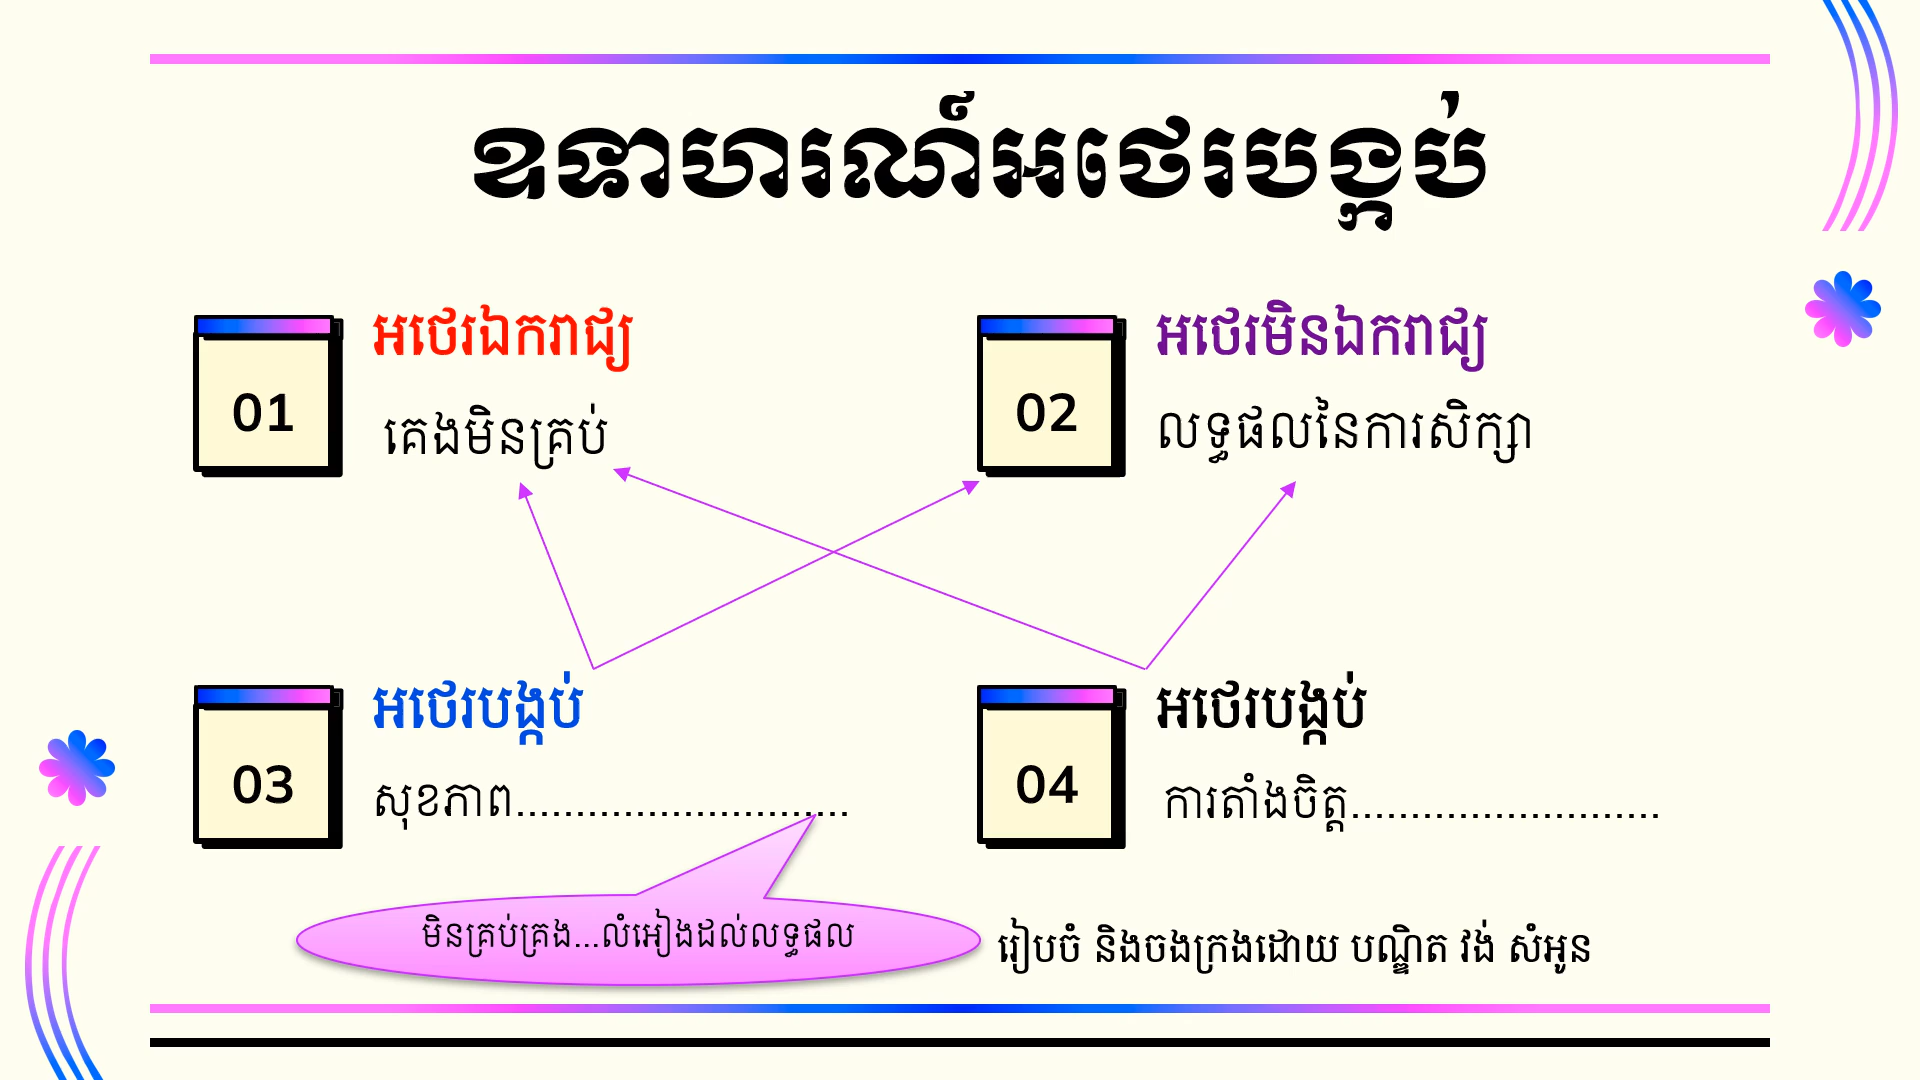 ឧទាហរណ៍អថេរបង្កប់
01
អថេរឯករាជ្យ
គេងមិនគ្រប់
02
អថេរមិនឯករាជ្យ
លទ្ធផលនៃការសិក្សា
03
អថេរបង្កប់
សុខភាព............................
04
អថេរបង្កប់
ការតាំងចិត្ត..........................
មិនគ្រប់គ្រង...លំអៀងដល់លទ្ធផល
រៀបចំ និងចងក្រងដោយ បណ្ឌិត វង់ សំអូន